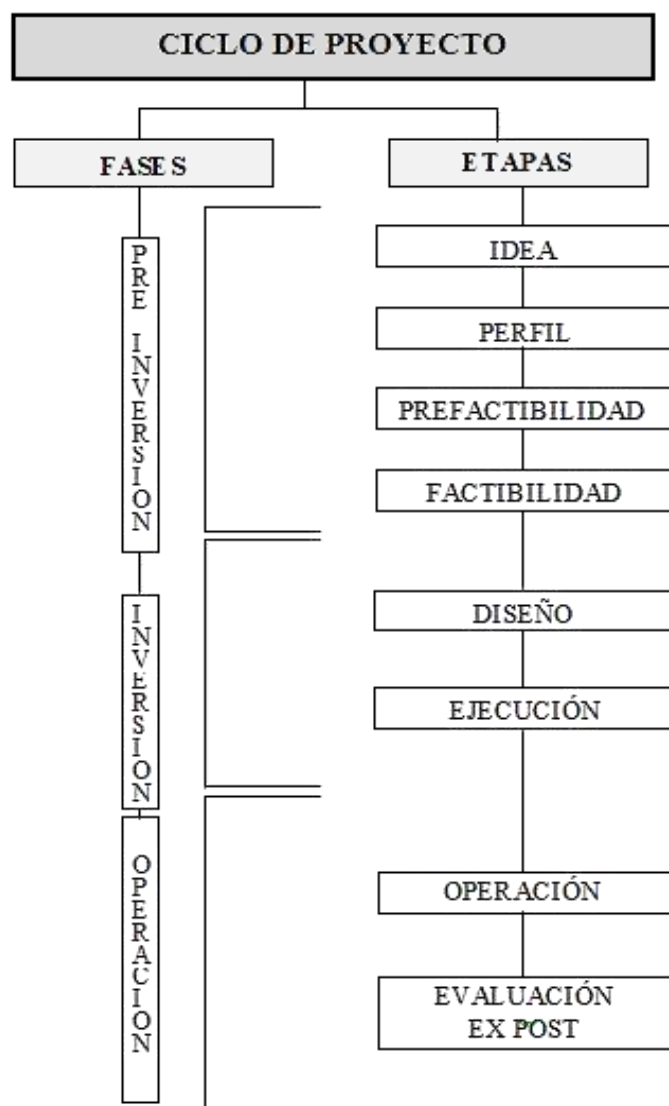 CICLO DE PROYECTO
FASES
ETAPAS
PRE INVERSION
IDEA
PERFIL
PREFACTIBILIDAD
FACTIBILIDAD
INVERSION
DISEÑO
EJECUCIÓN
OPERACION
OPERACIÓN
EVALUACIÓN
EX POST